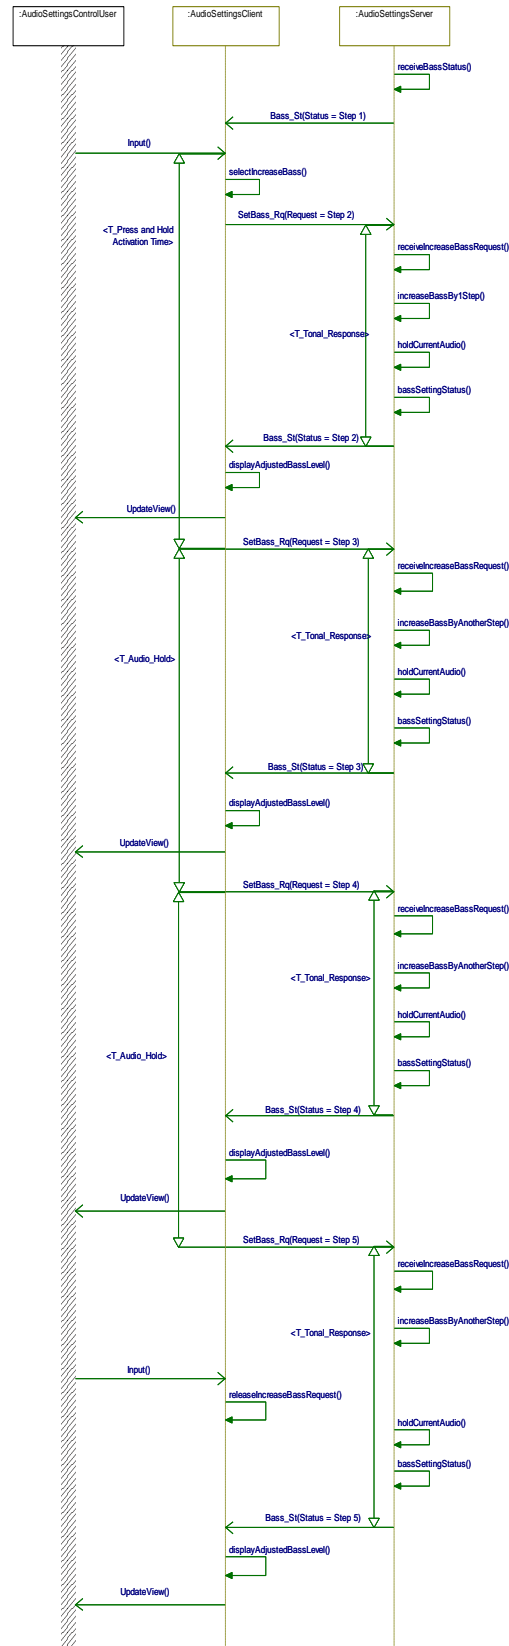 :AudioSettingsControlUser
:AudioSettingsClient
:AudioSettingsServer
receiveBassStatus()
Bass_St(Status = Step 1)
Input()
selectIncreaseBass()
SetBass_Rq(Request = Step 2)
<T_Press and Hold
Activation Time>
receiveIncreaseBassRequest()
increaseBassBy1Step()
<T_Tonal_Response>
holdCurrentAudio()
bassSettingStatus()
Bass_St(Status = Step 2)
displayAdjustedBassLevel()
UpdateView()
SetBass_Rq(Request = Step 3)
receiveIncreaseBassRequest()
increaseBassByAnotherStep()
<T_Tonal_Response>
<T_Audio_Hold>
holdCurrentAudio()
bassSettingStatus()
Bass_St(Status = Step 3)
displayAdjustedBassLevel()
UpdateView()
SetBass_Rq(Request = Step 4)
receiveIncreaseBassRequest()
increaseBassByAnotherStep()
<T_Tonal_Response>
holdCurrentAudio()
<T_Audio_Hold>
bassSettingStatus()
Bass_St(Status = Step 4)
displayAdjustedBassLevel()
UpdateView()
SetBass_Rq(Request = Step 5)
receiveIncreaseBassRequest()
increaseBassByAnotherStep()
<T_Tonal_Response>
Input()
releaseIncreaseBassRequest()
holdCurrentAudio()
bassSettingStatus()
Bass_St(Status = Step 5)
displayAdjustedBassLevel()
UpdateView()